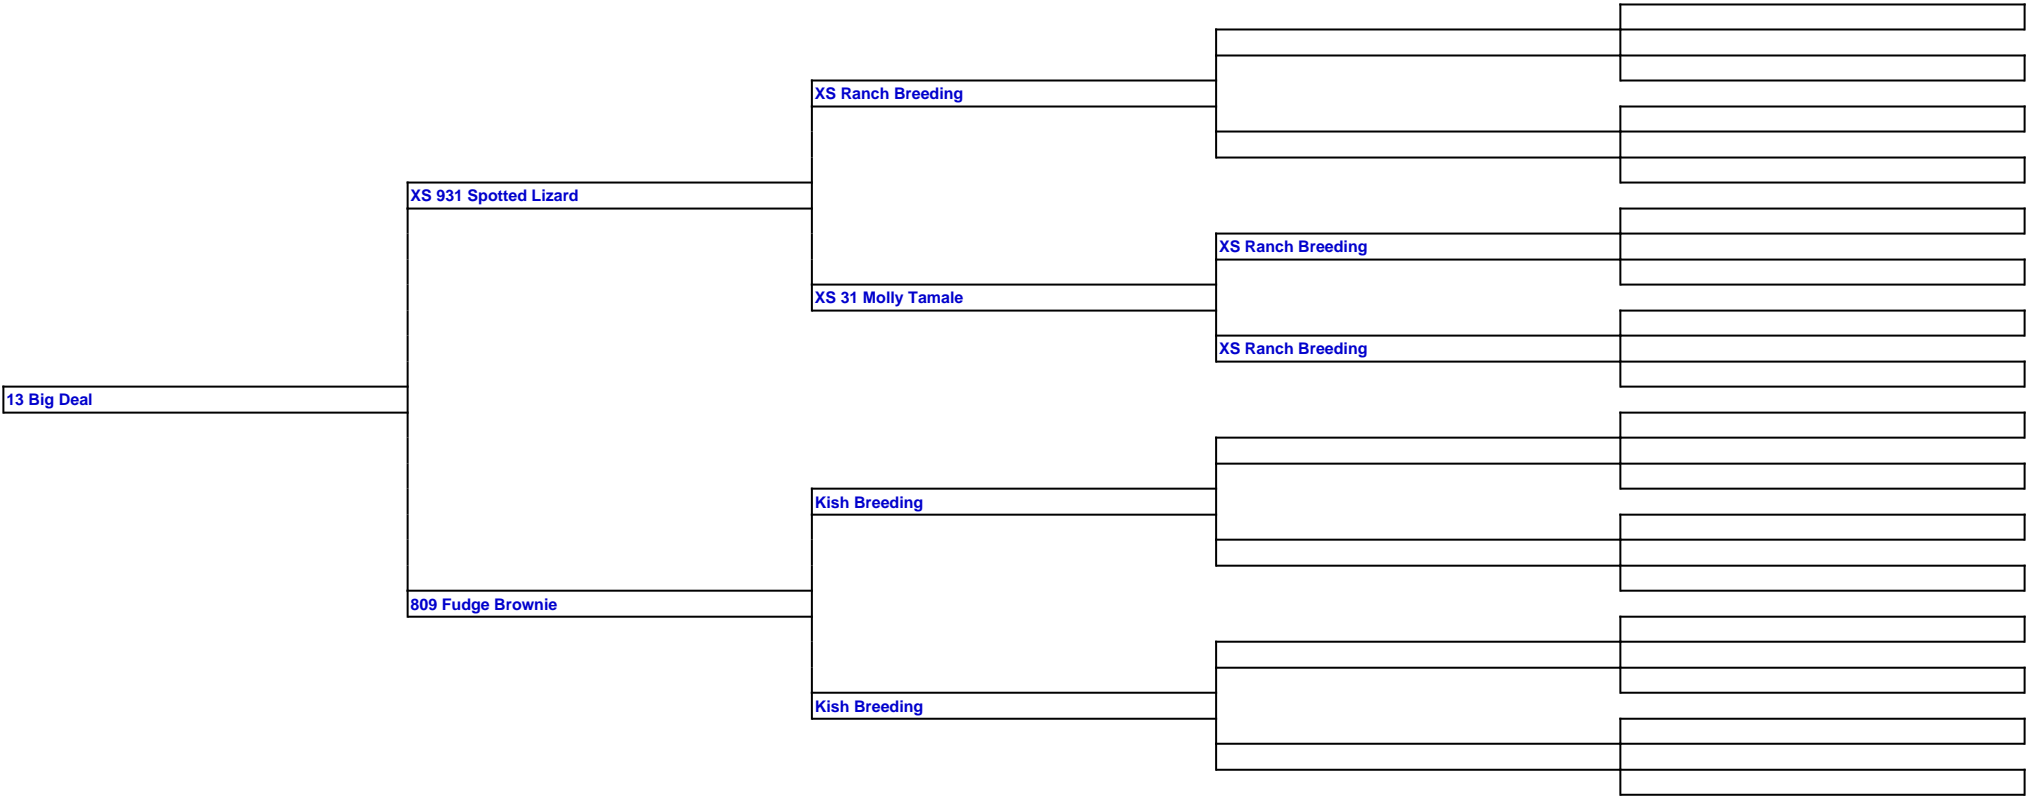 XS Ranch Breeding
XS 931 Spotted Lizard
XS Ranch Breeding
XS 31 Molly Tamale
XS Ranch Breeding
13 Big Deal
Kish Breeding
809 Fudge Brownie
Kish Breeding